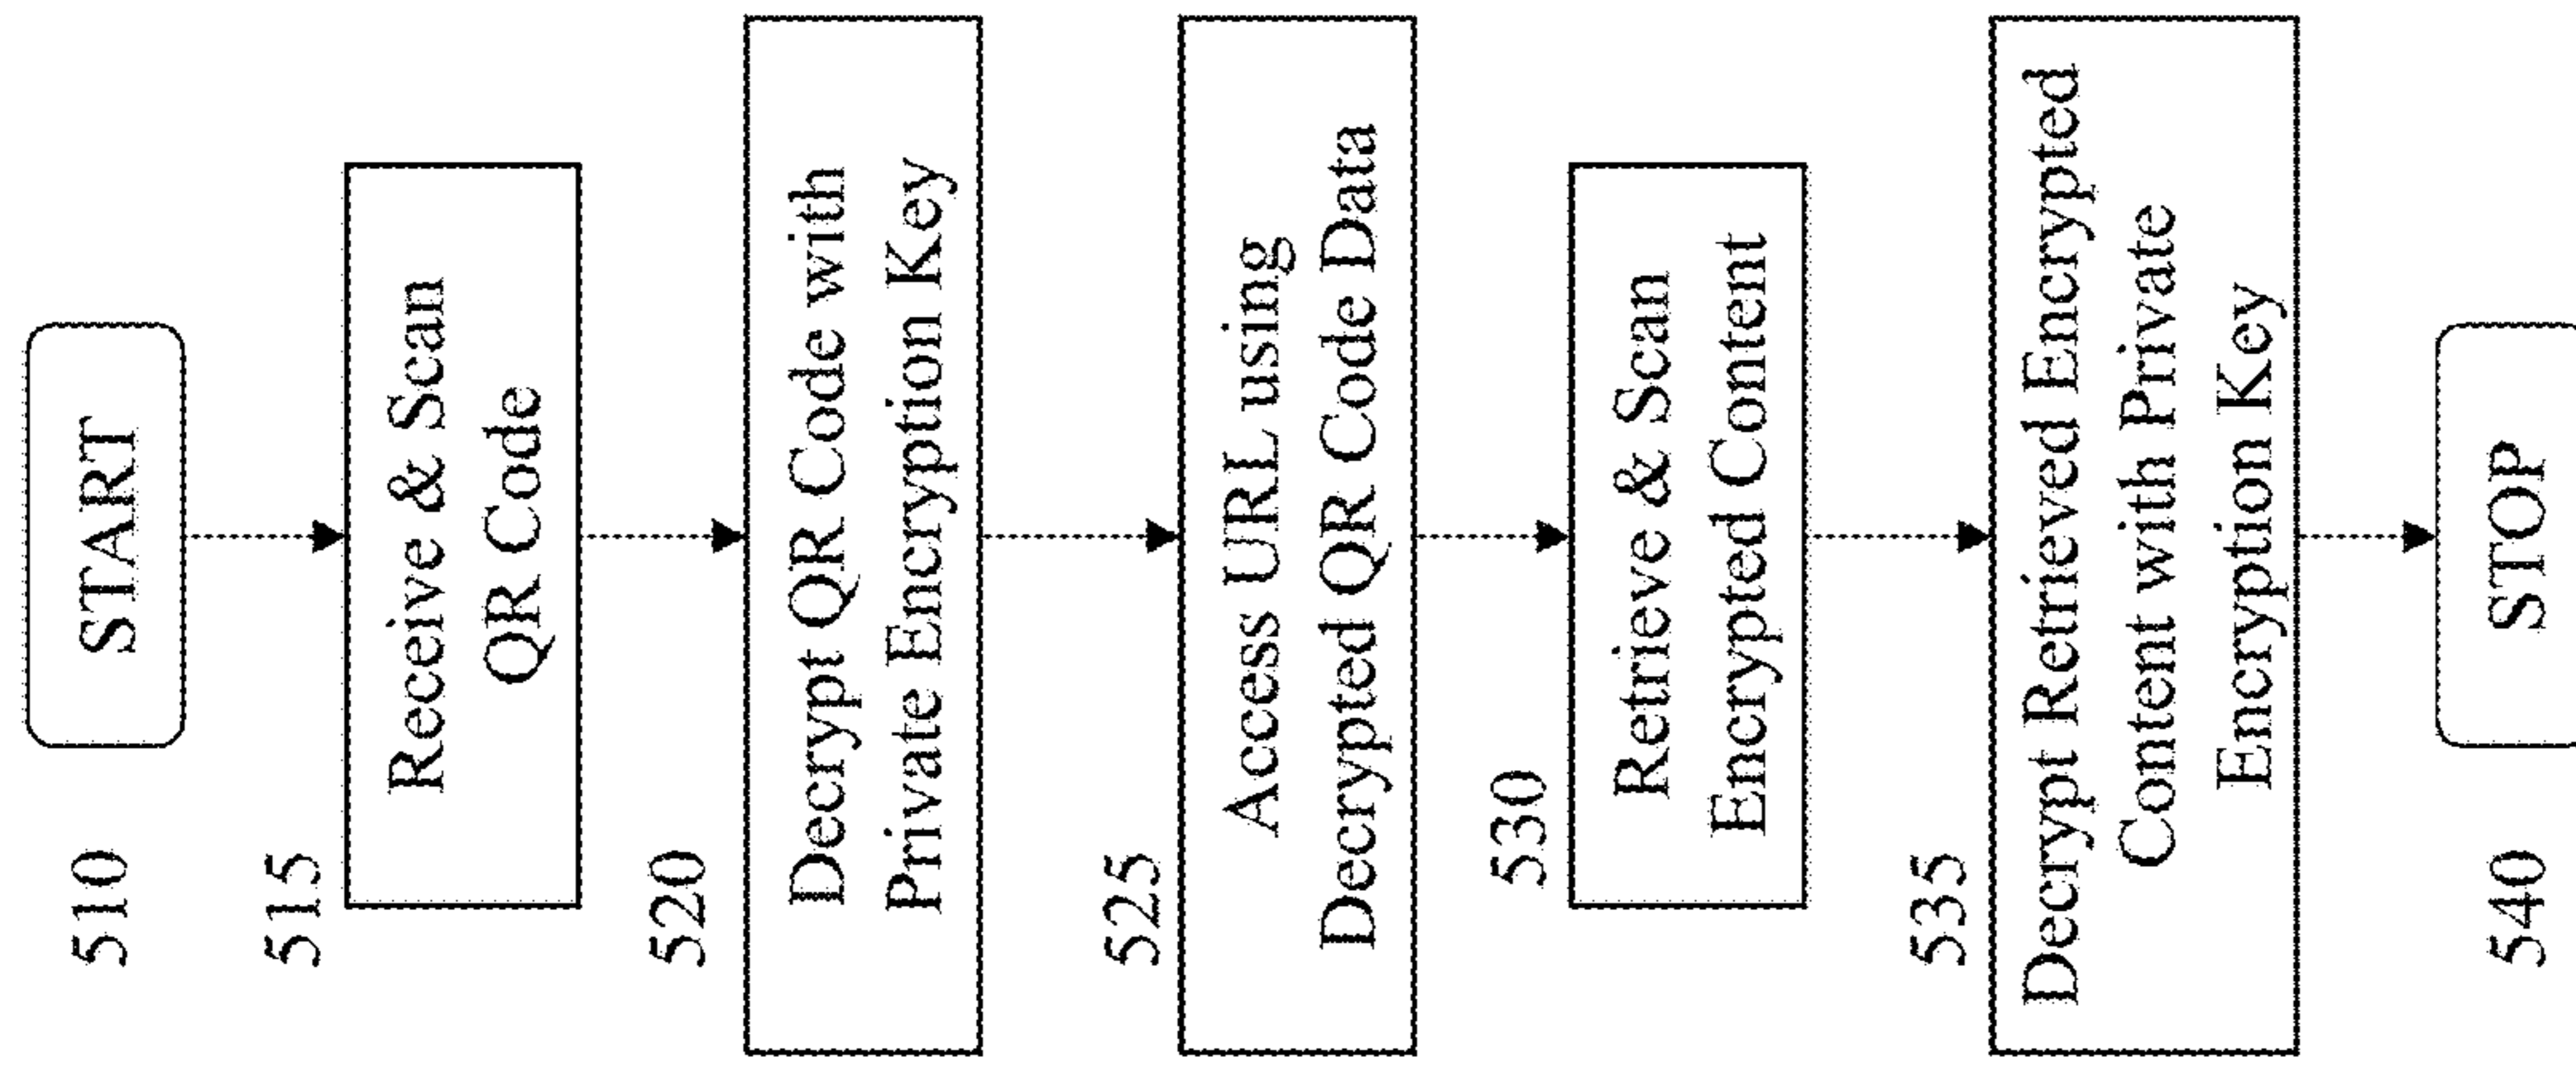 510
START
515
Receive & Scan
QR Code
520
Decrypt QR Code with
Private Encryption Key
525
Access URL using
Decrypted QR Code Data
530
Retrieve & Scan
Encrypted Content
535
Decrypt Retrieved Encrypted
Content with Private
Encryption Key
540
STOP